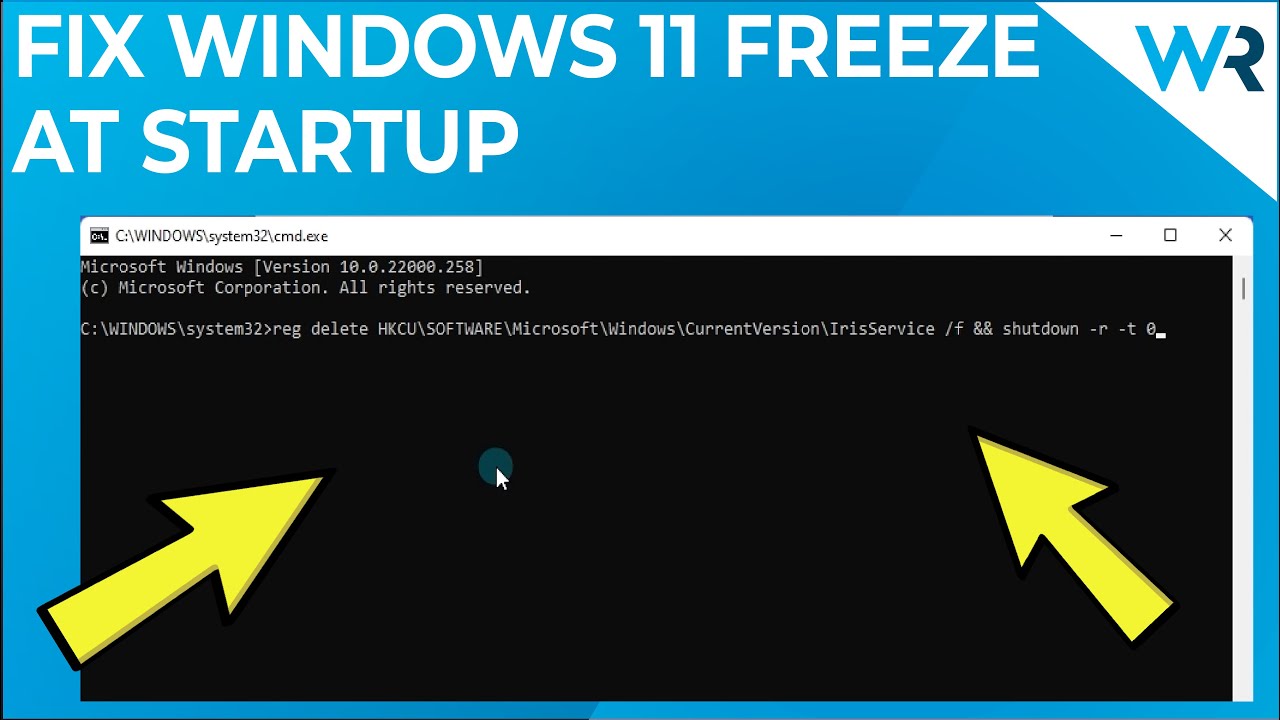 FIX WINDOWS 11 FREEZE
WR
AT STARTUP
C:\WINDOWS\system32\cmd.exe
Microsoft Windows [Version 10.0.22000.258]
(c) Microsoft Corporation. All rights reserved.
C:\WINDOWS\system32>reg delete HKCU\SOFTWARE\Microsoft\Windows\CurrentVersion\IrisService /f && shutdown -r -t 0